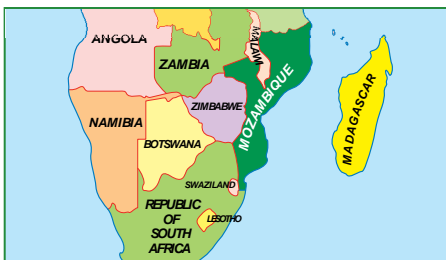 ANGOLA
MALAWI
ZAMBIA
MOZAMBIQUE
MADAGASCAR
ZIMBABWE
NAMIBIA
BOTSWANA
SWAZILAND
REPUBLIC
OF
SOUTH
AFRICA
LESOTHO